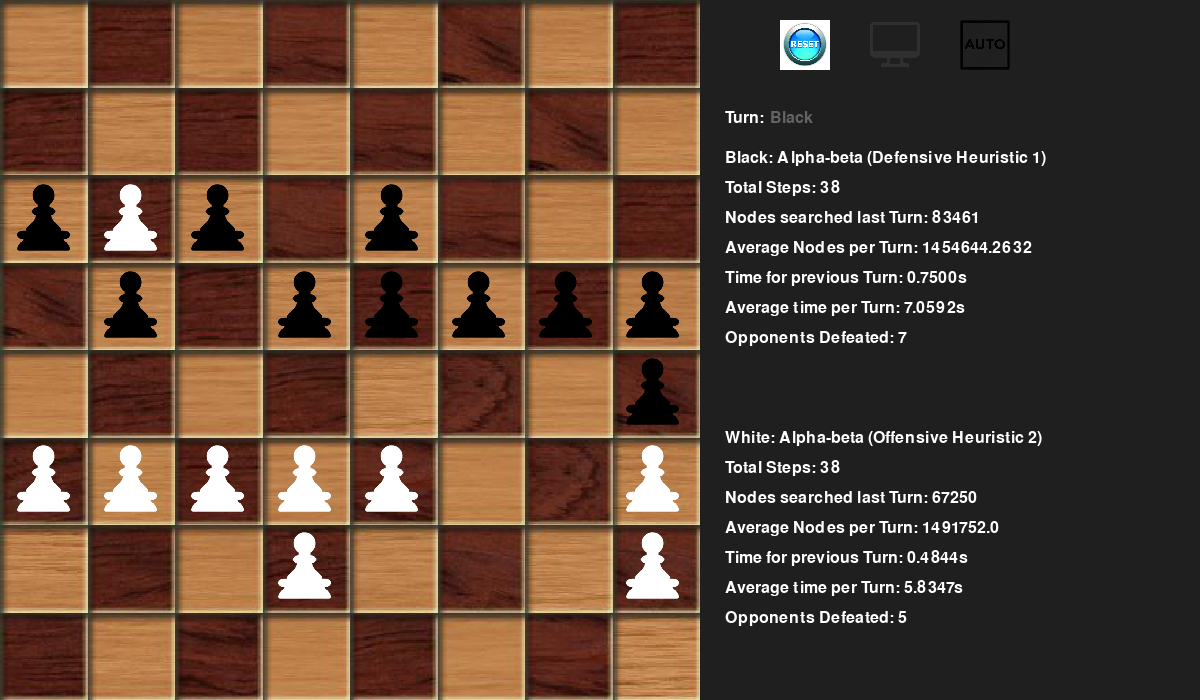 RESET
AUTO
Turn: Black
Black: Alpha-beta (Defensive Heuristic 1)
Total Steps: 38
Nodes searched last Turn: 83461
Average Nodes per Turn: 1454644.2632
Time for previous Turn: 0.7500s
Average time per Turn: 7.0592s
Opponents Defeated: 7
White: Alpha-beta (Offensive Heuristic 2)
Total Steps: 38
Nodes searched last Turn: 67250
Average Nodes per Turn: 1491752.0
Time for previous Turn: 0.4844s
Average time per Turn: 5.8347s
Opponents Defeated: 5